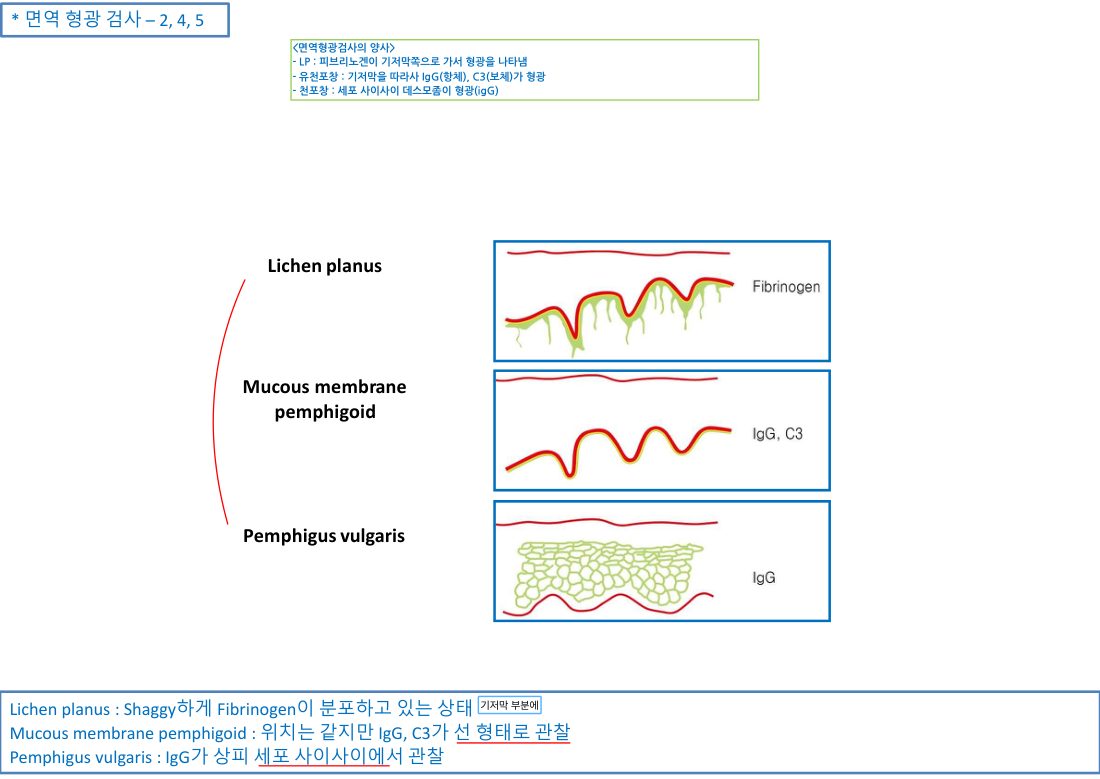 * 면역 형광 검사 – 2, 4, 5
<면역형광검사의 양사>
- LP : 피브리노겐이 기저막쪽으로 가서 형광을 나타냄
- 유천포창 : 기저막을 따라사 IgG(항체), C3(보체)가 형광
- 천포창 : 세포 사이사이 데스모좀이 형광(igG)
Lichen planus
Fibrinogen
Mucous membrane
pemphigoid
IgG, C3
Pemphigus vulgaris
IgG
Lichen planus : Shaggy하게 Fibrinogen이 분포하고 있는 상태 기저막 부분에
Mucous membrane pemphigoid : 위치는 같지만 IgG, C3가 선 형태로 관찰
Pemphigus vulgaris : IgG가 상피 세포 사이사이에서 관찰